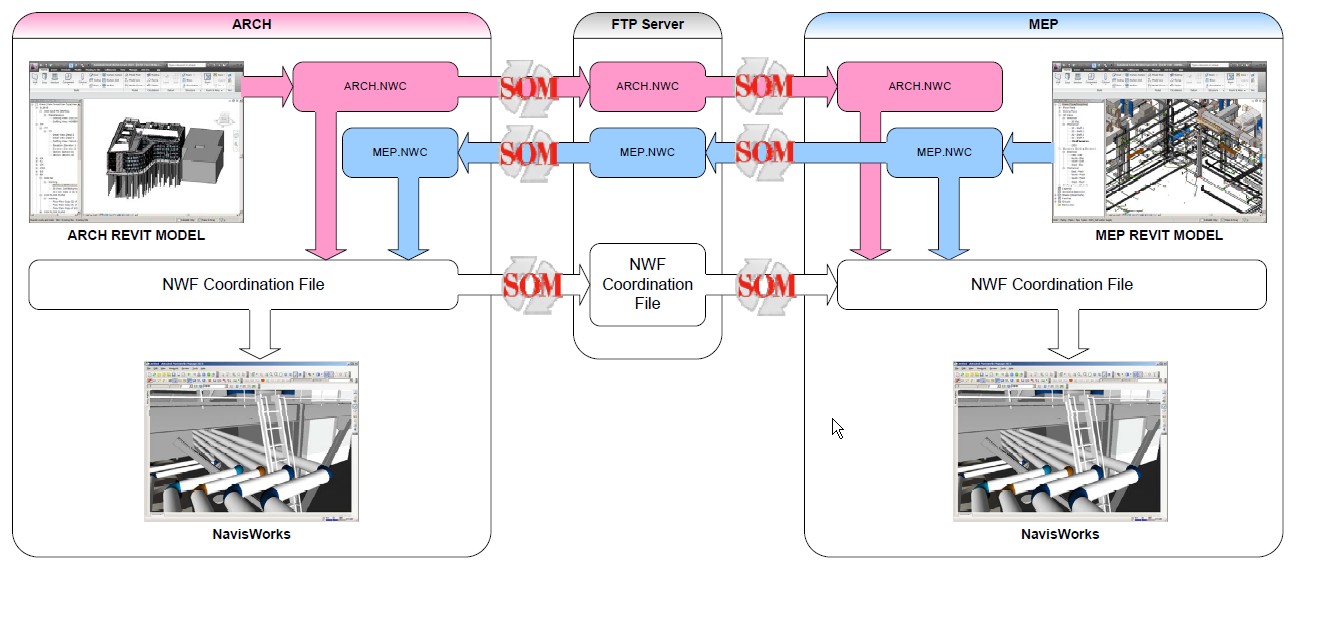 ARCH
FTP Server
MEP
ARCH.NWC
SOM
ARCH.NWC
SOM
ARCH.NWC
MEP.NWC
SOM
MEP.NWC
SOM
MEP.NWC
ARCH REVIT MODEL
MEP REVIT MODEL
NWF Coordination File
SOM
NWF
Coordination
File
SOM
NWF Coordination File
NavisWorks
NavisWorks